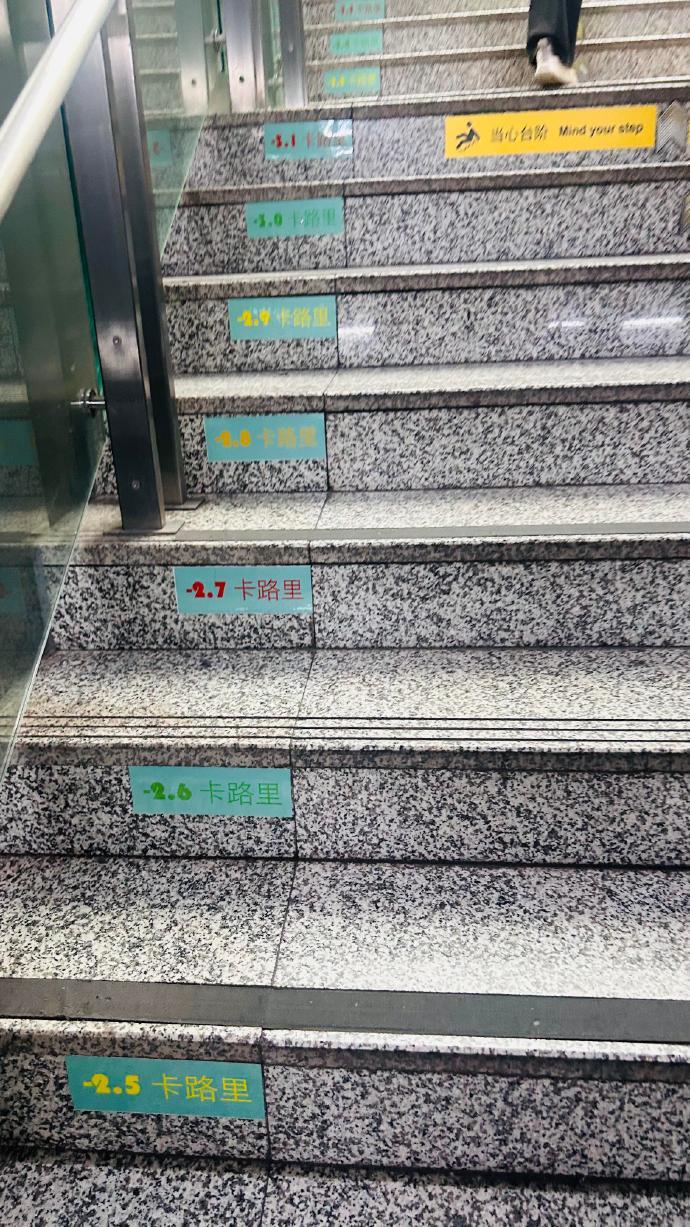 -3.1 卡路里
当心台阶 Mind your step
-3.0 卡路里
-2.9 卡路里
-2.8 卡路里
-2.7 卡路里
-2.6 卡路里
-2.5 卡路里